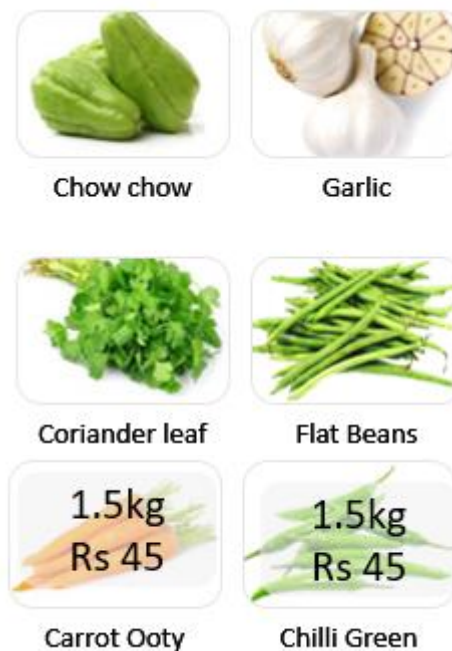 Chow chow
Garlic
Coriander leaf
Flat Beans
1.5kg
Rs 45
1.5kg
Rs 45
Carrot Ooty
Chilli Green